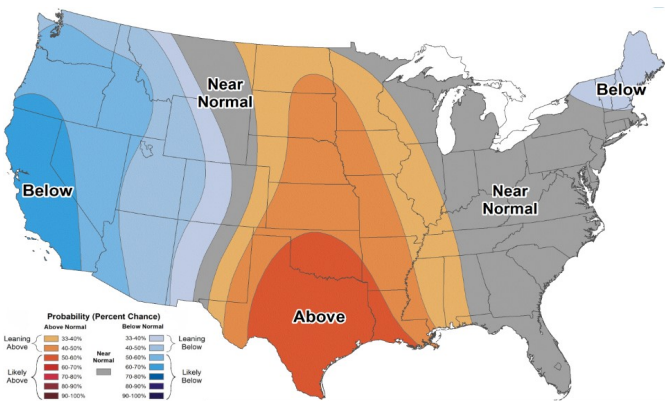 Near
Normal
Below
Below
Near
Normal
Above
Probability (Percent Chance)
Above Normal
Below Normal
Leaning
Above
33-40%
40-50%
Likely
Above
50-60%
60-70%
70-80%
80-90%
90-100%
Near
Normal
33-40%
40-50%
Leaning
Below
50-60%
60-70%
70-80%
80-90%
90-100%
Likely
Below